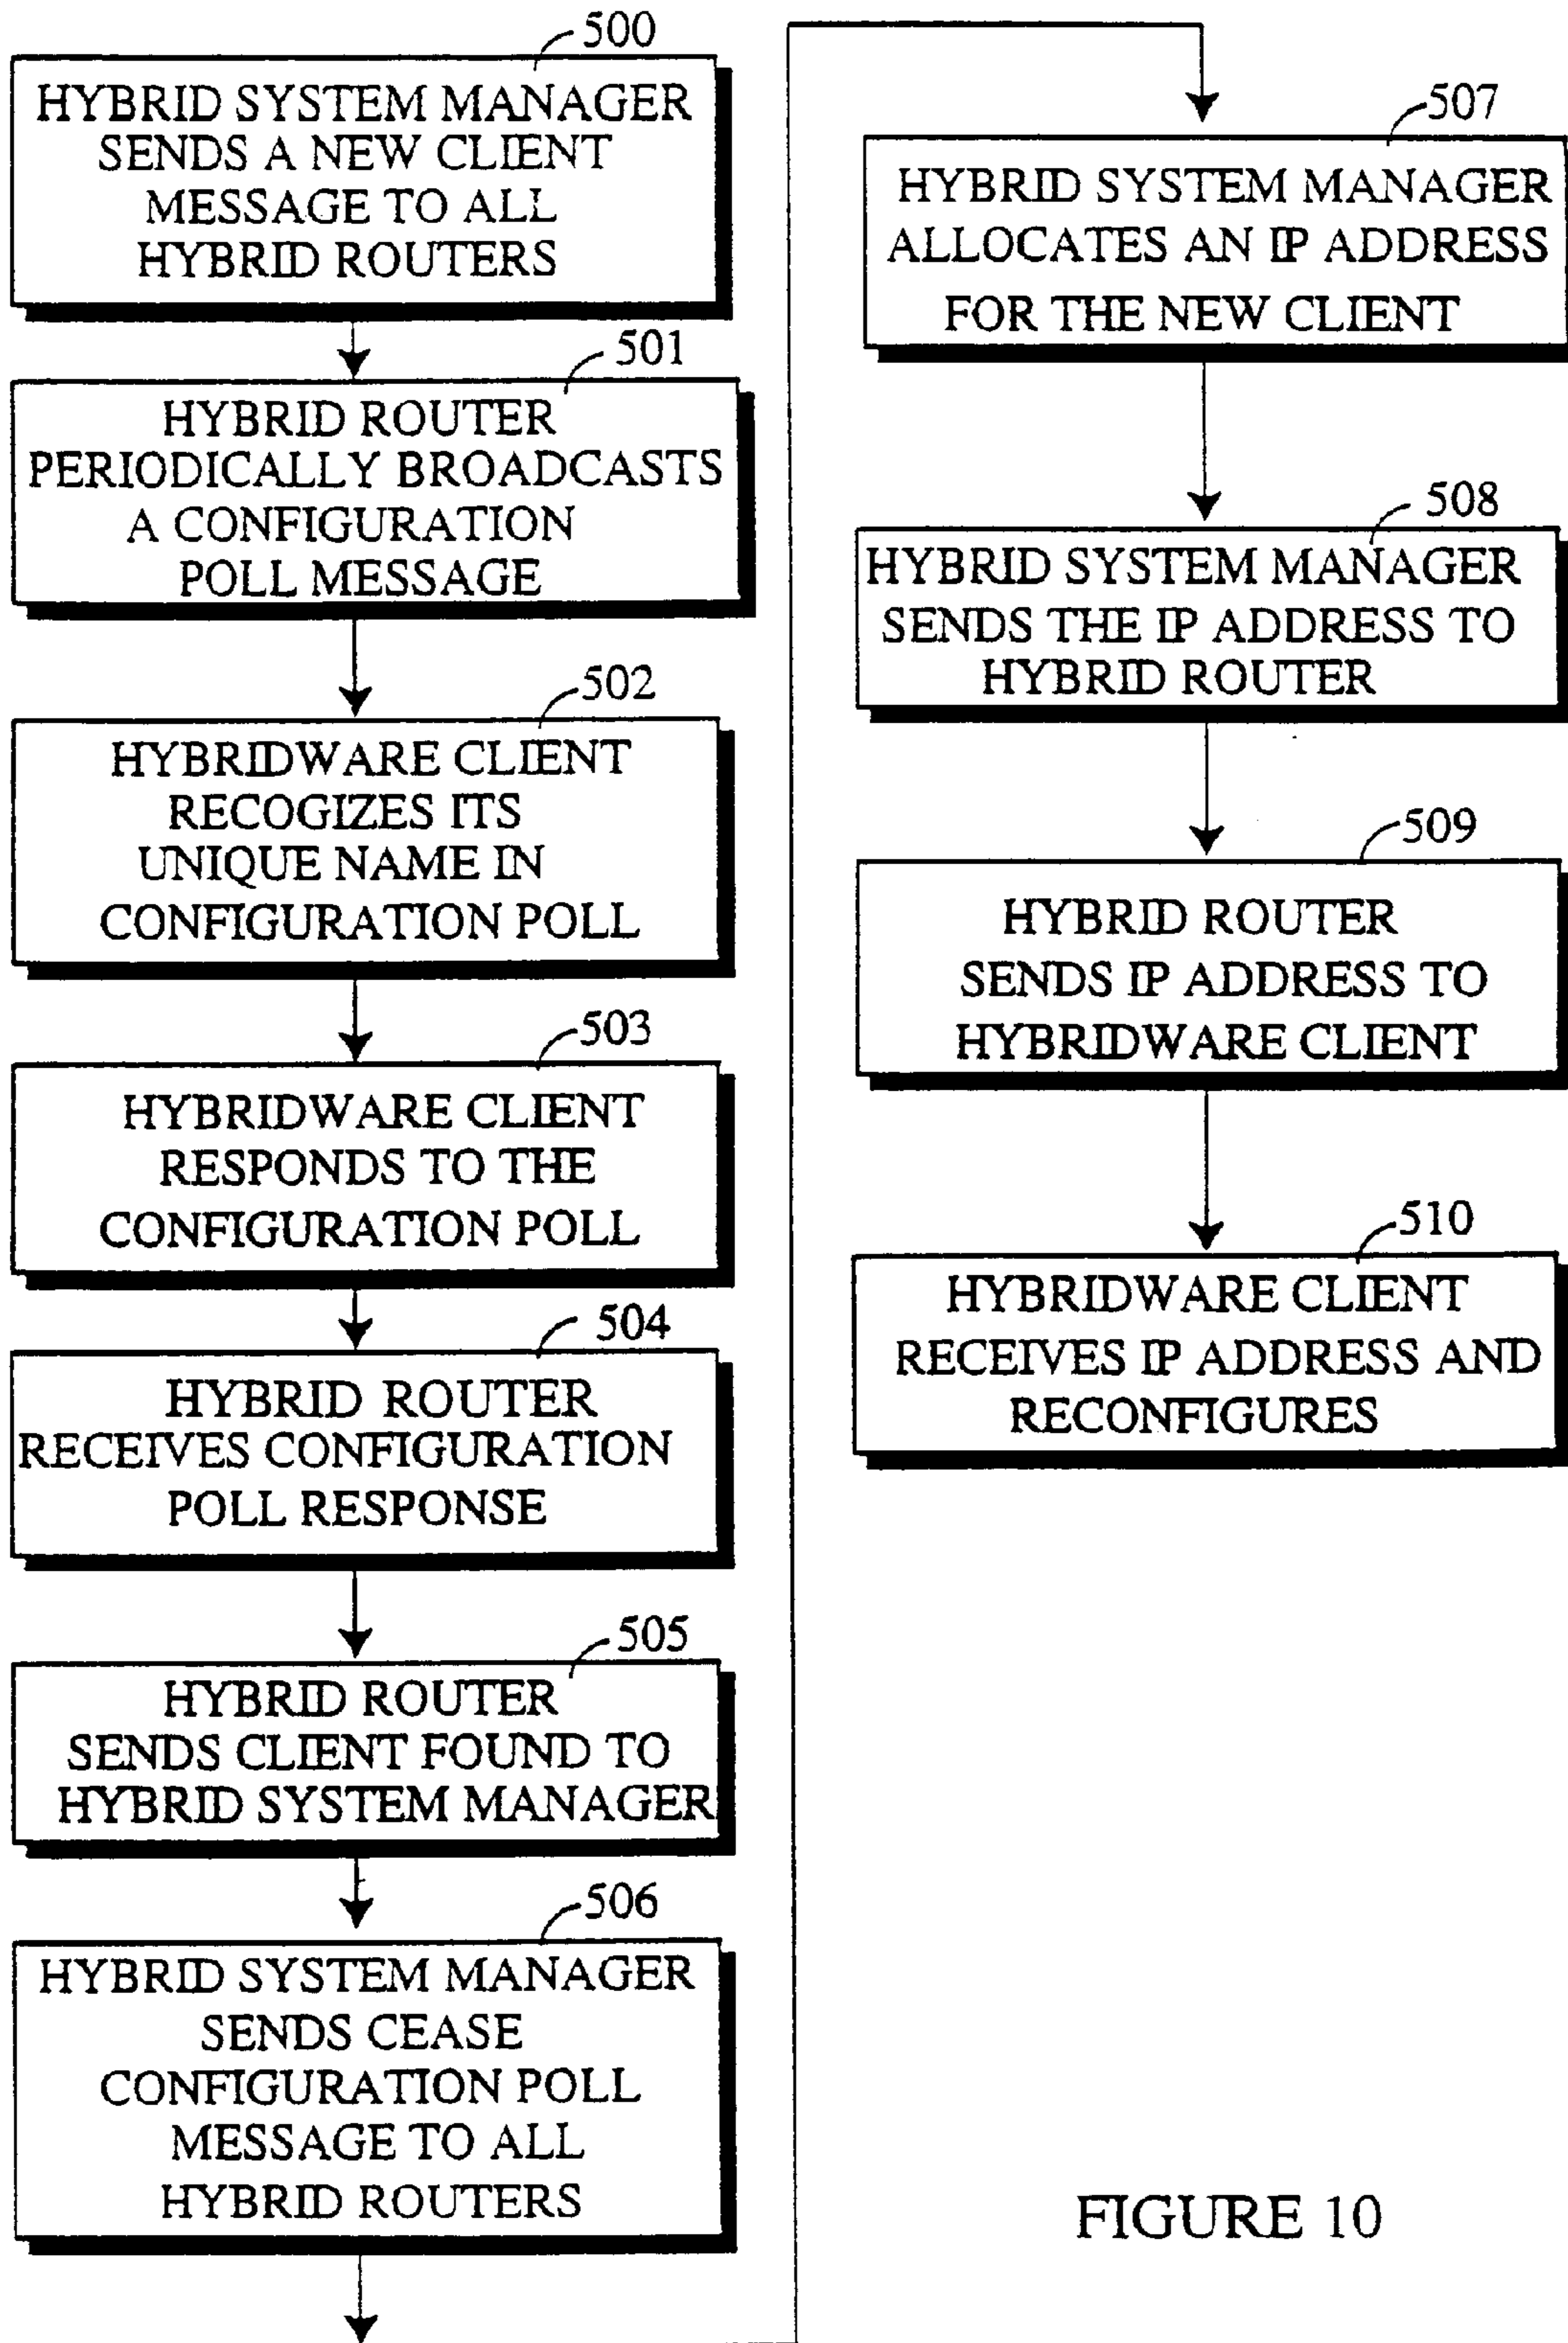 500
HYBRID SYSTEM MANAGER
SENDS A NEW CLIENT
MESSAGE TO ALL
HYBRID ROUTERS
501
HYBRID ROUTER
PERIODICALLY BROADCASTS
A CONFIGURATION
POLL MESSAGE
502
HYBRIDWARE CLIENT
RECOGIZES ITS
UNIQUE NAME IN
CONFIGURATION POLL
503
HYBRIDWARE CLIENT
RESPONDS TO THE
CONFIGURATION POLL
504
HYBRID ROUTER
RECEIVES CONFIGURATION
POLL RESPONSE
505
HYBRID ROUTER
SENDS CLIENT FOUND TO
HYBRID SYSTEM MANAGER
506
HYBRID SYSTEM MANAGER
SENDS CEASE
CONFIGURATION POLL
MESSAGE TO ALL
HYBRID ROUTERS
507
HYBRID SYSTEM MANAGER
ALLOCATES AN IP ADDRESS
FOR THE NEW CLIENT
508
HYBRID SYSTEM MANAGER
SENDS THE IP ADDRESS TO
HYBRID ROUTER
509
HYBRID ROUTER
SENDS IP ADDRESS TO
HYBRIDWARE CLIENT
510
HYBRIDWARE CLIENT
RECEIVES IP ADDRESS AND
RECONFIGURES
FIGURE 10